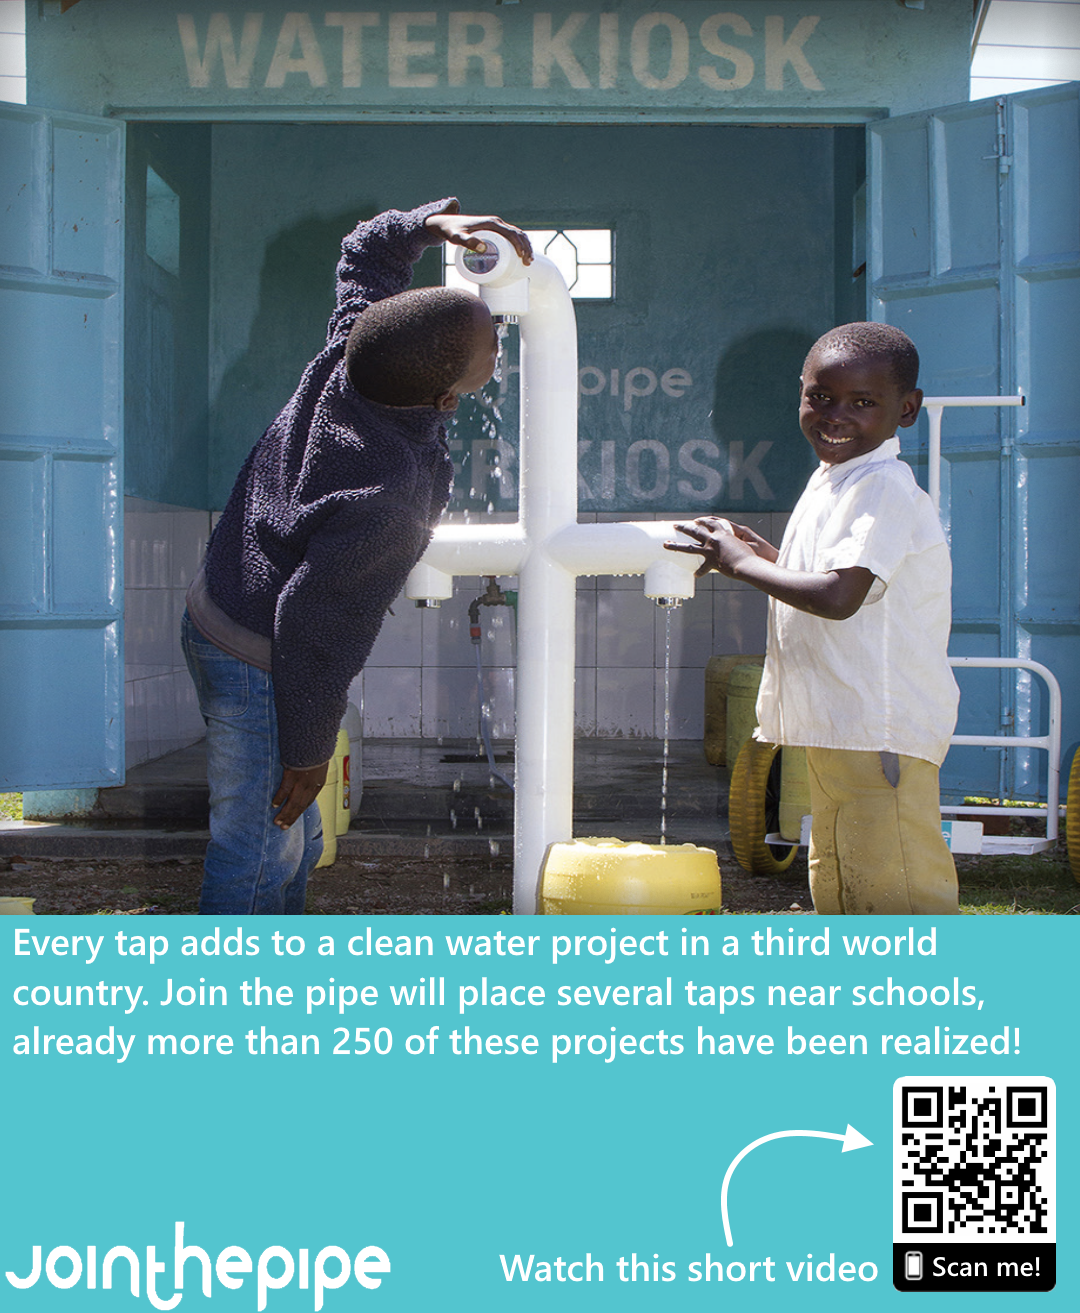 WATER KIOSK
pipe
KIOSK
Every tap adds to a clean water project in a third world
country. Join the pipe will place several taps near schools,
already more than 250 of these projects have been realized!
Jointhepipe
Watch this short video
Scan me!